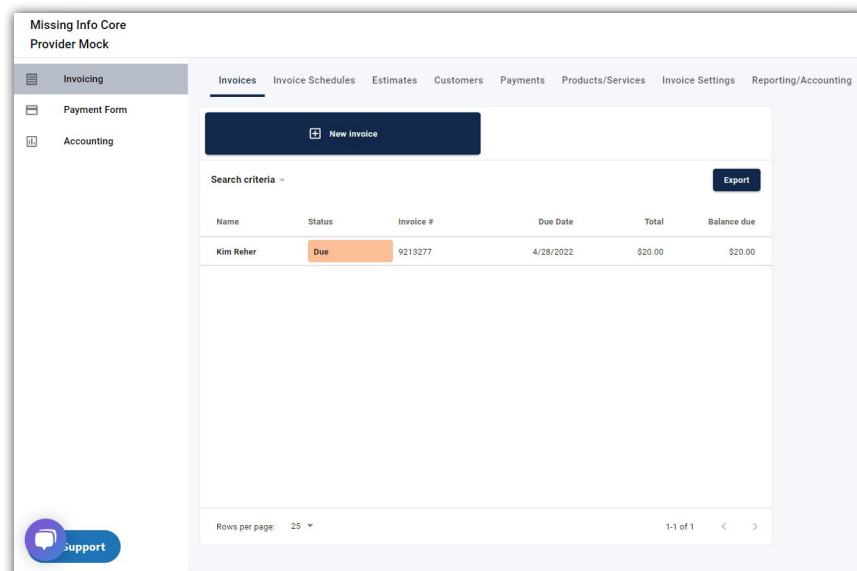 Missing Info Core
Provider Mock
Invoicing
Payment Form
Accounting
Invoices Invoice Schedules Estimates Customers Payments Products/Services Invoice Settings Reporting/Accounting
New invoice
Search criteria
Export
Name Status Invoice # Due Date Total Balance due
Kim Reher Due 9213277 4/28/2022 $20.00 $20.00
Rows per page: 25 1-1 of 1
Support